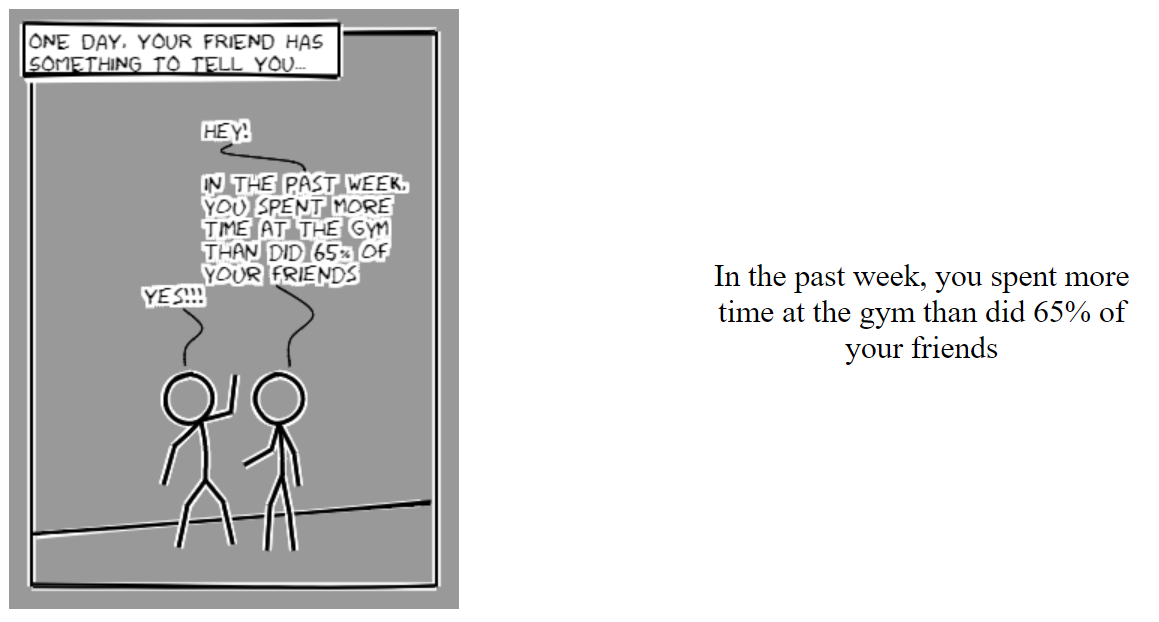 ONE DAY, YOUR FRIEND HAS
SOMETHING TO TELL YOU...
HEY!
IN THE PAST WEEK,
YOU SPENT MORE
TIME AT THE GYM
THAN DID 65% OF
YOUR FRIENDS
YES!!!
In the past week, you spent more
time at the gym than did 65% of
your friends